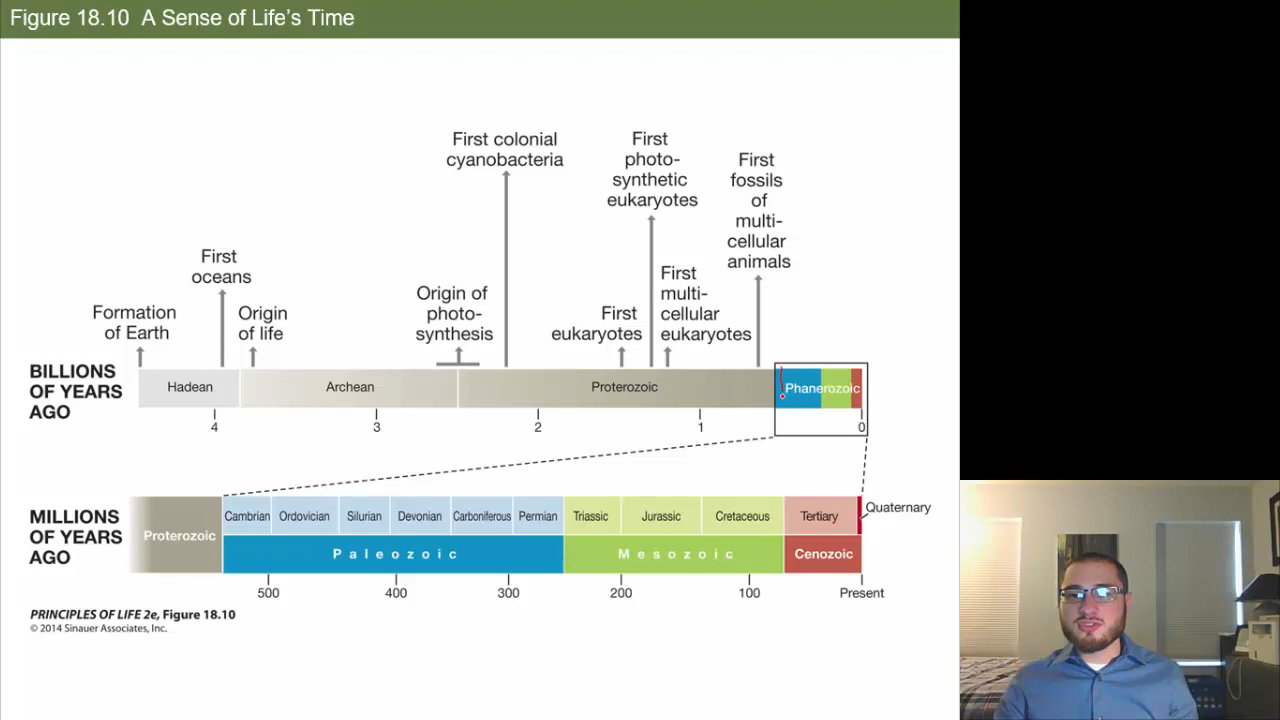 Figure 18.10  A Sense of Life's Time
First colonial
cyanobacteria
First
photo-
synthetic
eukaryotes
First
fossils
of
multi-
cellular
animals
First
oceans
Formation
of Earth
Origin
of life
Origin of
photo-
synthesis
First
eukaryotes
First
multi-
cellular
eukaryotes
BILLIONS
OF YEARS
AGO
Hadean Archean Proterozoic Phanerozoic
4 3 2 1 0
MILLIONS
OF YEARS
AGO
Proterozoic
Cambrian Ordovician Silurian Devonian Carboniferous Permian Triassic Jurassic Cretaceous Tertiary Quaternary
Paleozoic Mesozoic Cenozoic
500 400 300 200 100 Present
PRINCIPLES OF LIFE 2e, Figure 18.10
© 2014 Sinauer Associates, Inc.